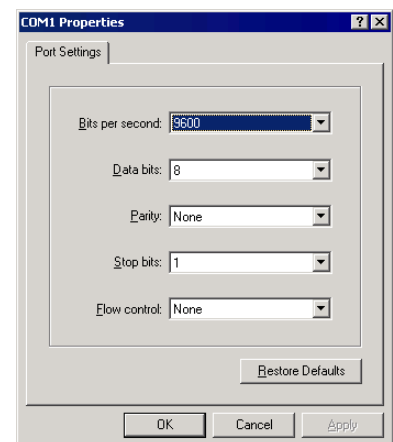 COM1 Properties
Port Settings
Bits per second: 9600
Data bits: 8
Parity: None
Stop bits: 1
Flow control: None
Restore Defaults
OK Cancel Apply